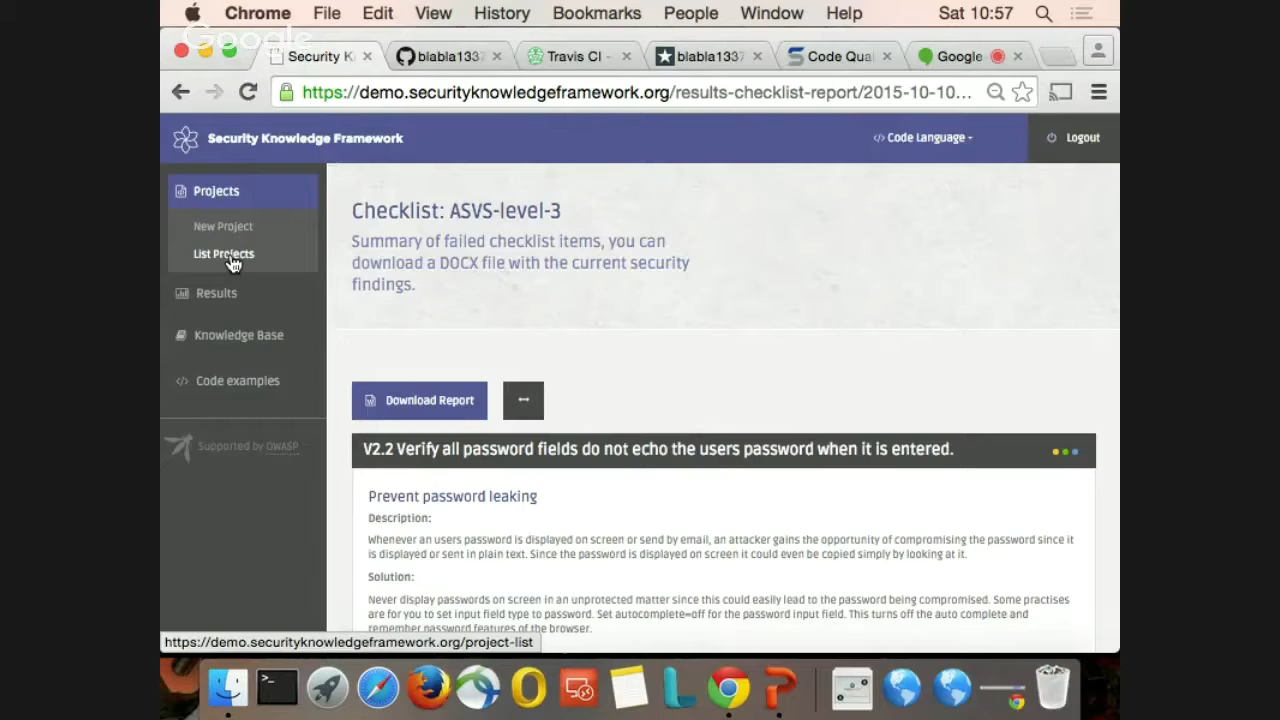 Chrome File Edit View History Bookmarks People Window Help Sat 10:57
Google
Security K blabla1337 Travis CI - blabla1337 Code Qual Google
https://demo.securityknowledgeframework.org/results-checklist-report/2015-10-10...
Security Knowledge Framework
Code Language
Logout
Projects
New Project
List Projects
Results
Knowledge Base
Code examples
Supported by OWASP
Checklist: ASVS-level-3
Summary of failed checklist items, you can
download a DOCX file with the current security
findings.
Download Report
V2.2 Verify all password fields do not echo the users password when it is entered.
Prevent password leaking
Description:
Whenever an users password is displayed on screen or send by email, an attacker gains the opportunity of compromising the password since it
is displayed or sent in plain text. Since the password is displayed on screen it could even be copied simply by looking at it.
Solution:
Never display passwords on screen in an unprotected matter since this could easily lead to the password being compromised. Some practises
are for you to set input field type to password. Set autocomplete=off for the password input field. This turns off the auto complete and
remember password features of the browser.
https://demo.securityknowledgeframework.org/project-list